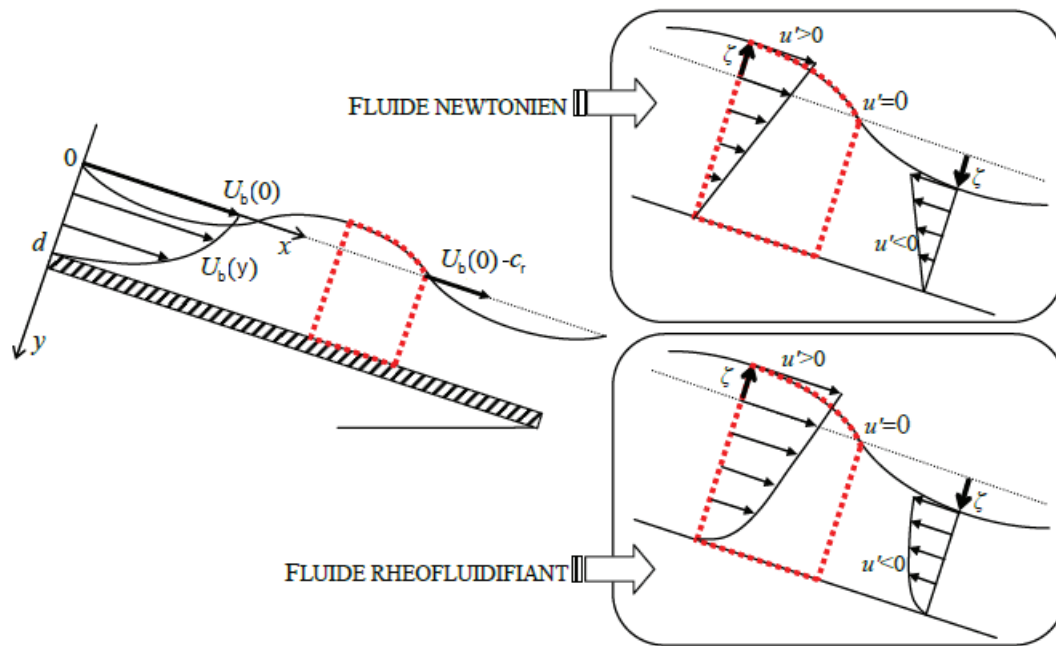 0
U_b(0)
x
d
U_b(y)
U_b(0)-c_r
y
FLUIDE NEWTONIEN
ζ
u'>0
u'=0
ζ
u'<0
FLUIDE RHEOFLUIDIFIANT
ζ
u'>0
u'=0
ζ
u'<0